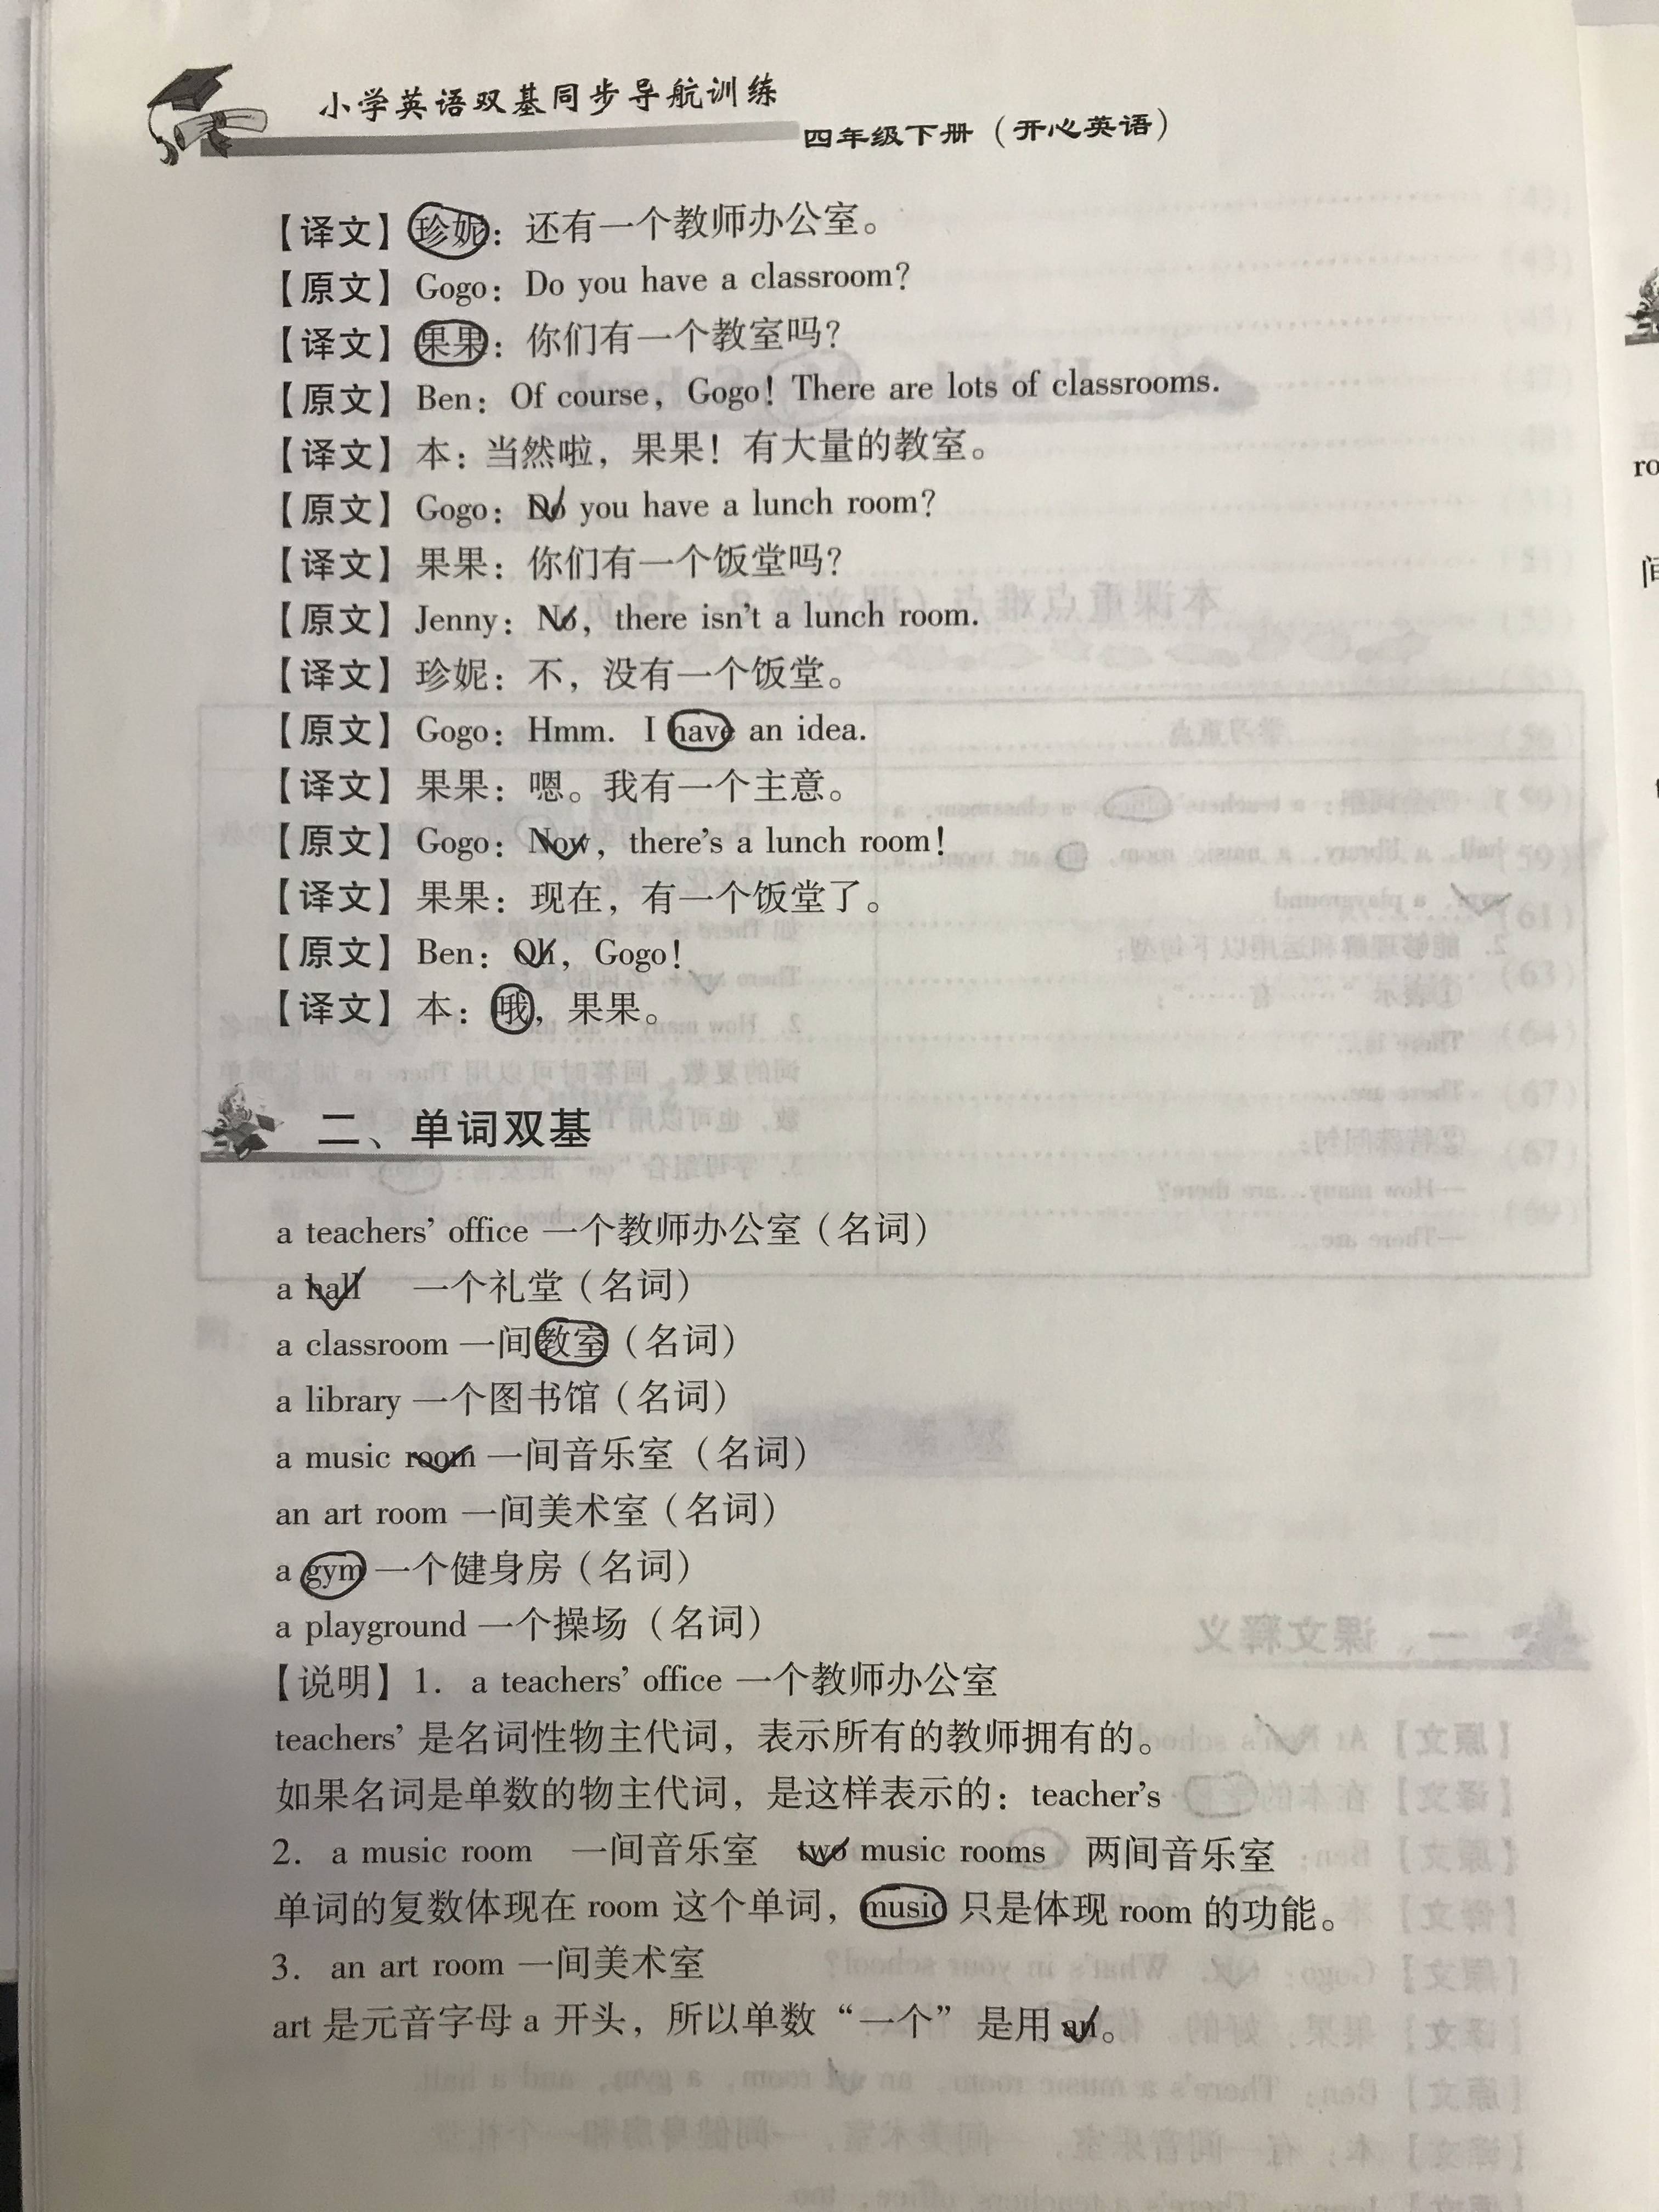 小学英语双基同步导航训练
四年级下册（开心英语）
【译文】珍妮：还有一个教师办公室。
【原文】Gogo：Do you have a classroom?
【译文】果果：你们有一个教室吗？
【原文】Ben：Of course，Gogo！There are lots of classrooms.
【译文】本：当然啦，果果！有大量的教室。
【原文】Gogo：Do you have a lunch room?
【译文】果果：你们有一个饭堂吗？
【原文】Jenny：No，there isn't a lunch room.
【译文】珍妮：不，没有一个饭堂。
【原文】Gogo：Hmm. I have an idea.
【译文】果果：嗯。我有一个主意。
【原文】Gogo：Now，there's a lunch room！
【译文】果果：现在，有一个饭堂了。
【原文】Ben：Oh，Gogo！
【译文】本：哦，果果。
二、单词双基
a teachers' office 一个教师办公室（名词）
a hall 一个礼堂（名词）
a classroom 一间教室（名词）
a library 一个图书馆（名词）
a music room 一间音乐室（名词）
an art room 一间美术室（名词）
a gym 一个健身房（名词）
a playground 一个操场（名词）
【说明】1. a teachers' office 一个教师办公室
teachers' 是名词性物主代词，表示所有的教师拥有的。
如果名词是单数的物主代词，是这样表示的：teacher's
2. a music room 一间音乐室 two music rooms 两间音乐室
单词的复数体现在 room 这个单词，music 只是体现 room 的功能。
3. an art room 一间美术室
art 是元音字母 a 开头，所以单数“一个”是用 an。